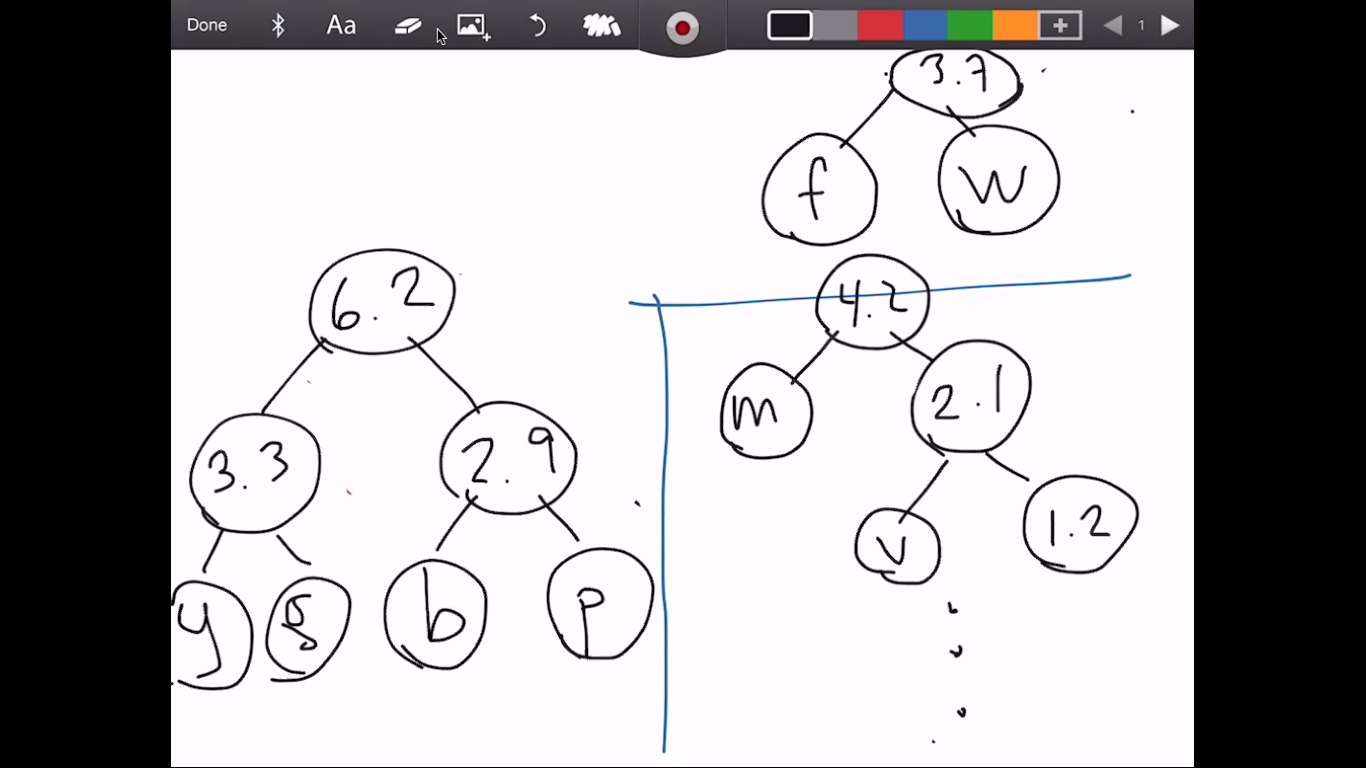 Done Aa 1
3.7
f w
6.2
4.2
m 2.1
3.3 2.9
v 1.2
y g b p